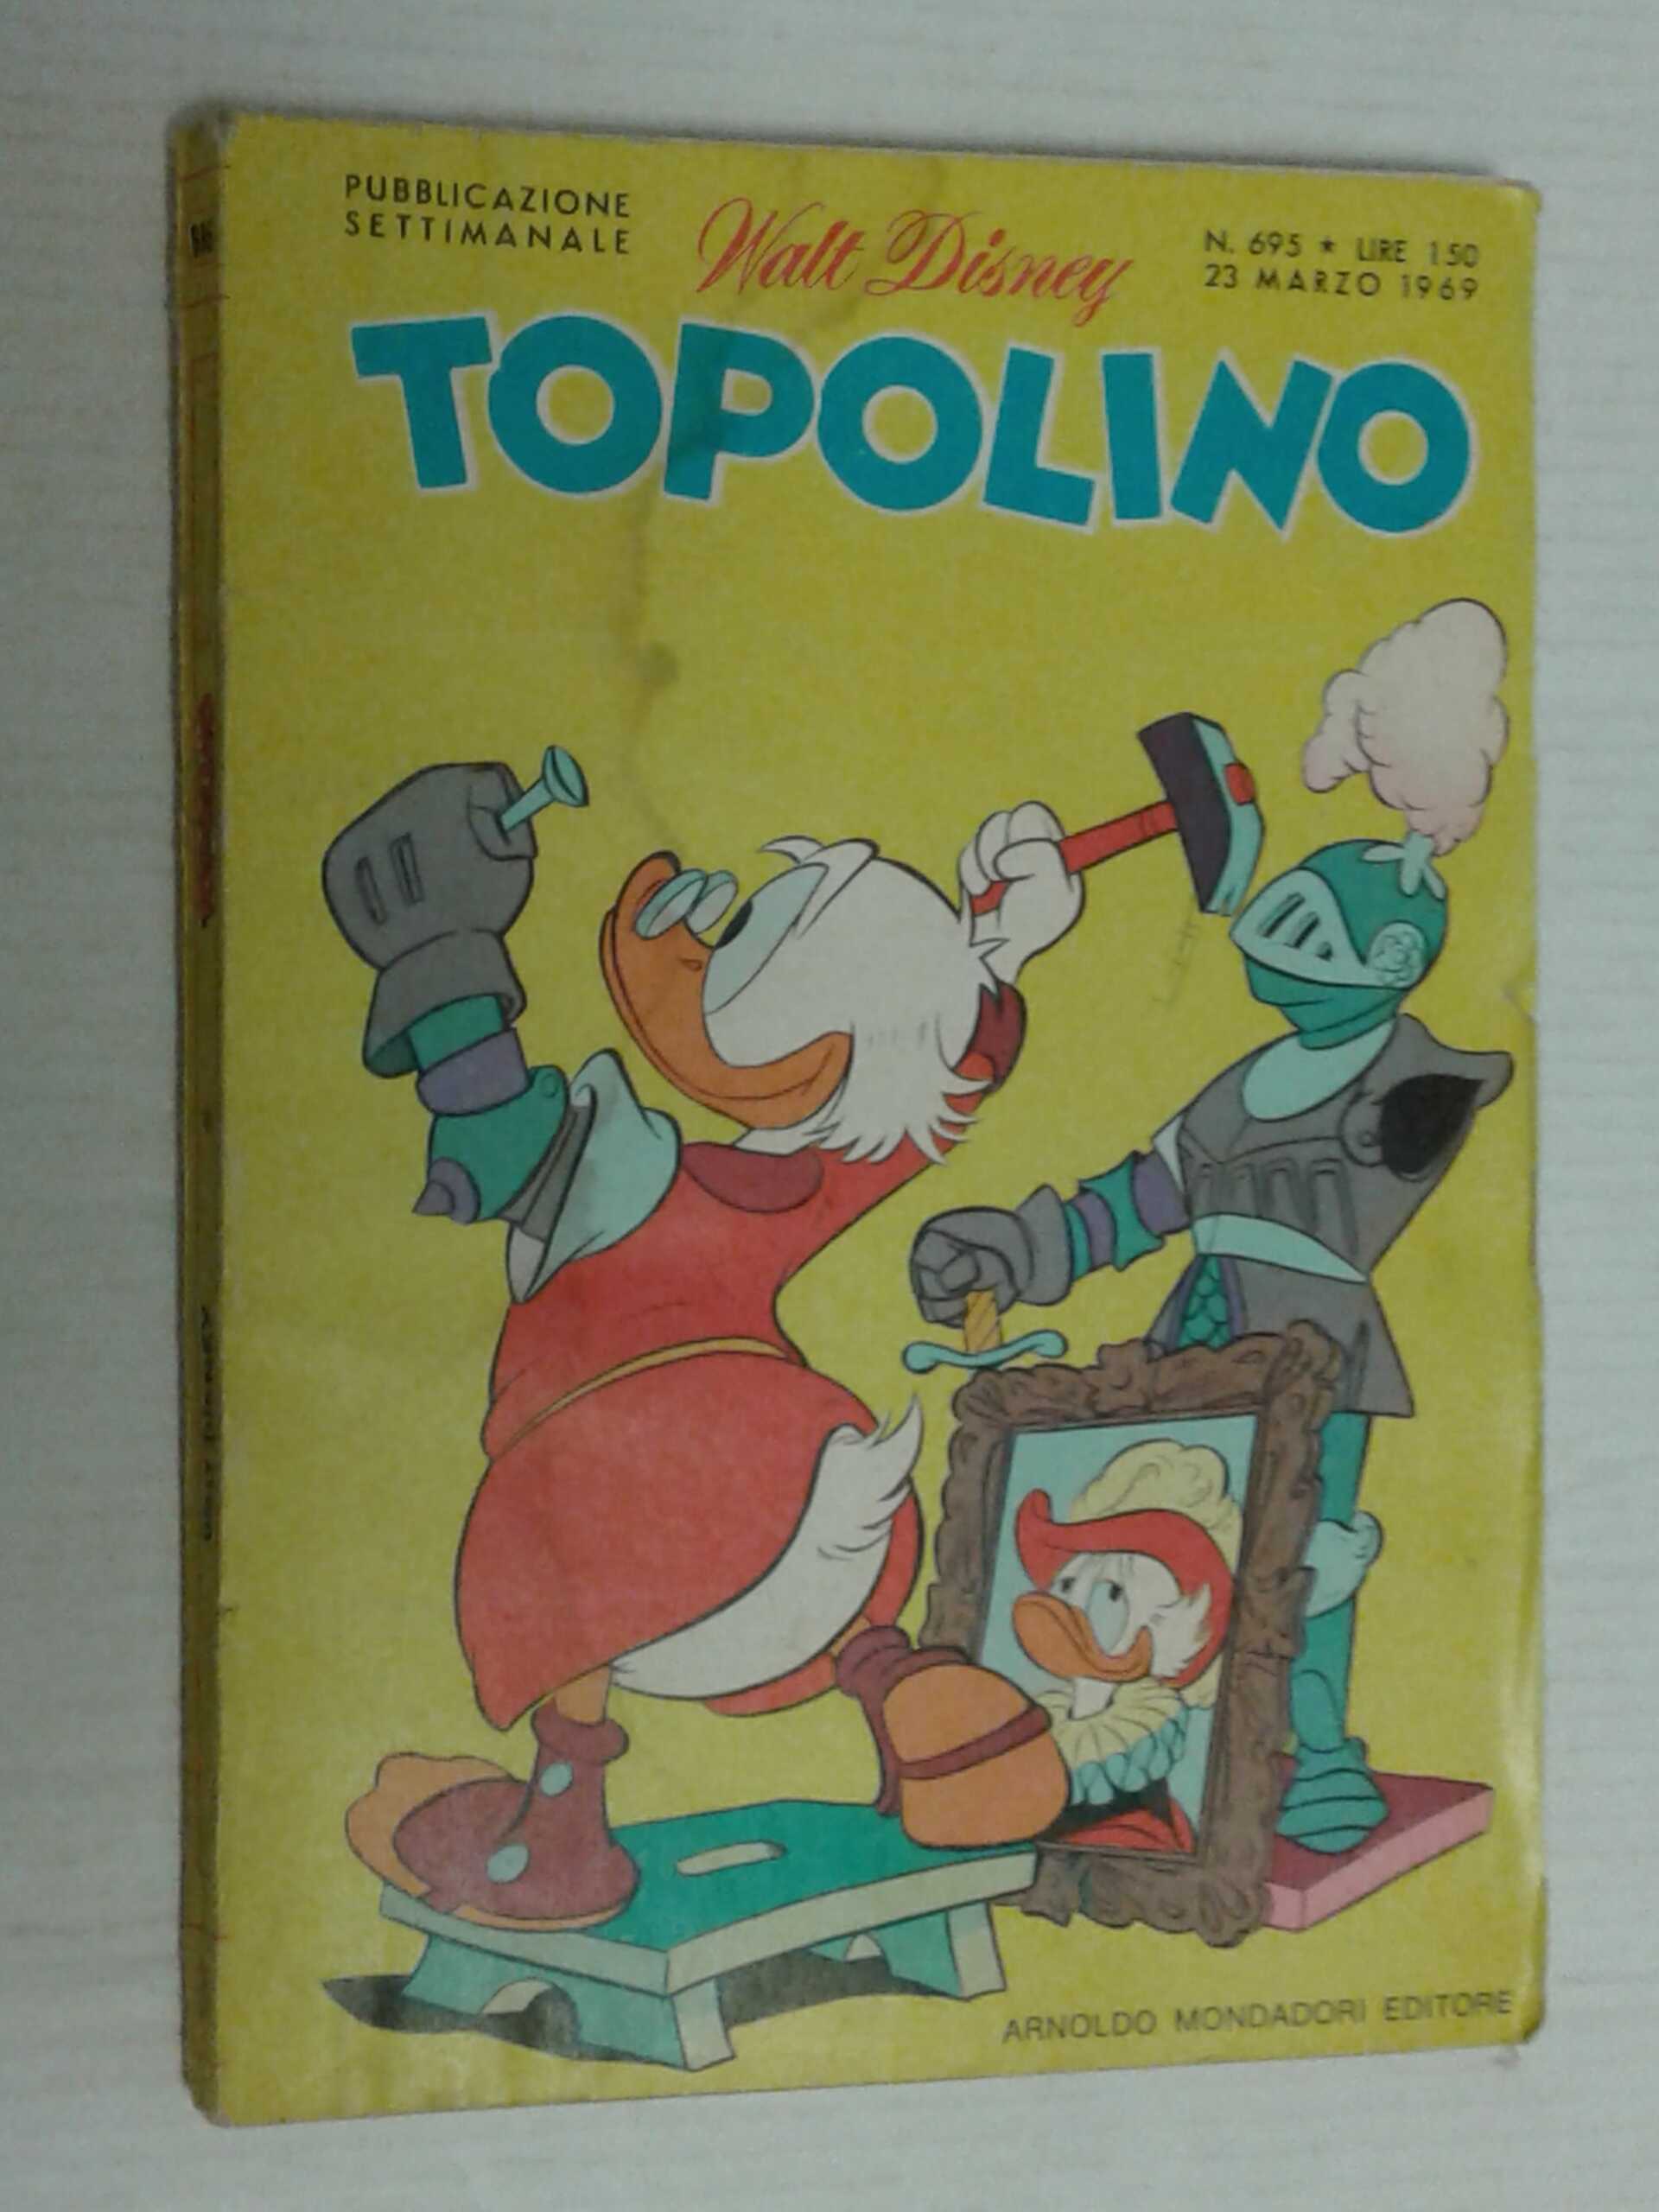 PUBBLICAZIONE
SETTIMANALE
Walt Disney
N. 695 * LIRE 150
23 MARZO 1969
TOPOLINO
ARNOLDO MONDADORI EDITORE